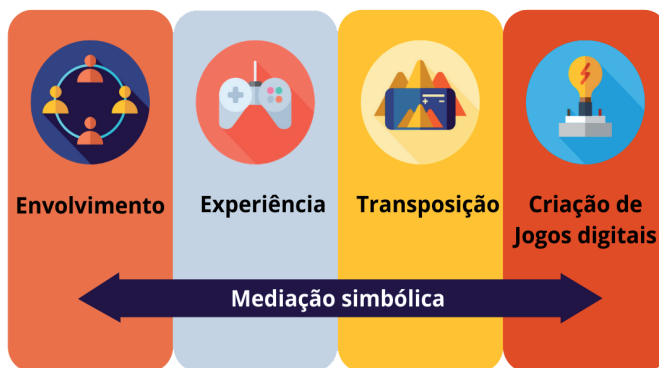 Envolvimento
Experiência
Transposição
Criação de
Jogos digitais
Mediação simbólica